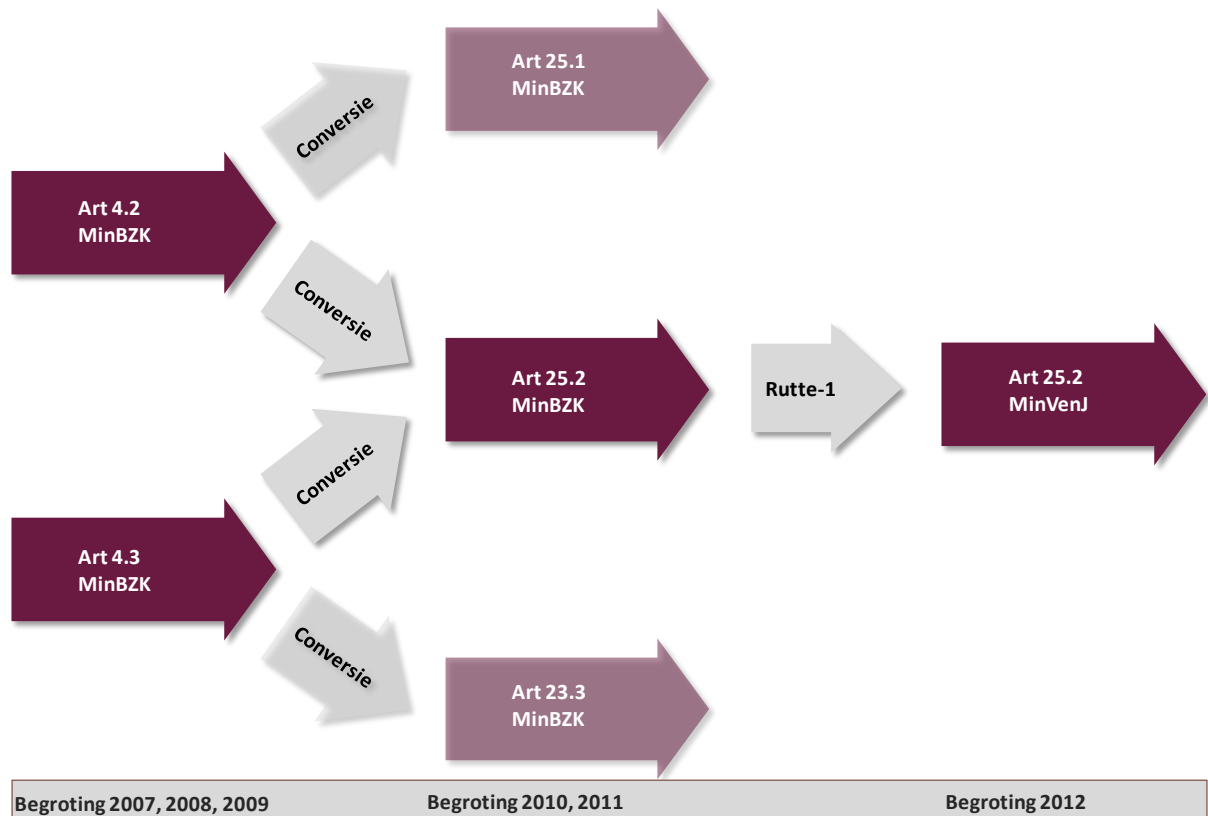 Art 25.1
MinBZK
Conversie
Art 4.2
MinBZK
Conversie
Art 25.2
MinBZK
Rutte-1
Art 25.2
MinVenJ
Conversie
Art 4.3
MinBZK
Conversie
Art 23.3
MinBZK
Begroting 2007, 2008, 2009
Begroting 2010, 2011
Begroting 2012